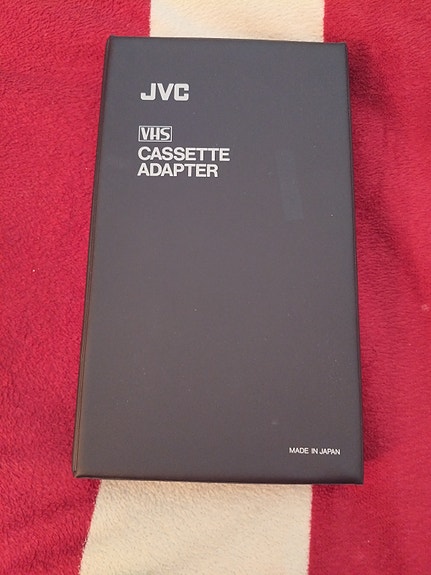 JVC
VHS
CASSETTE
ADAPTER
MADE IN JAPAN